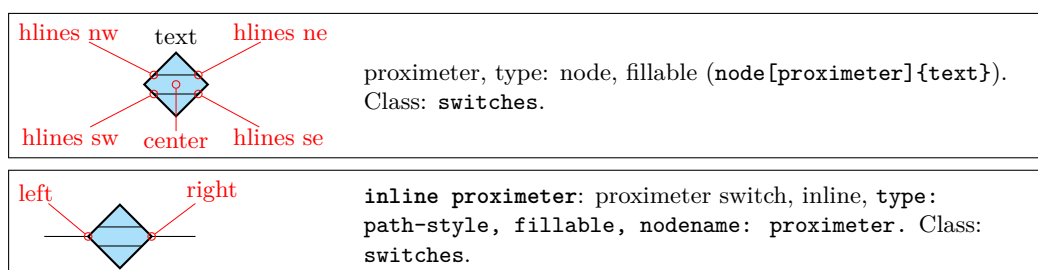 hlines nw
text
hlines ne
hlines sw
center
hlines se
proximeter, type: node, fillable (node[proximeter]{text}).
Class: switches.
left
right
inline proximeter: proximeter switch, inline, type:
path-style, fillable, nodename: proximeter. Class:
switches.